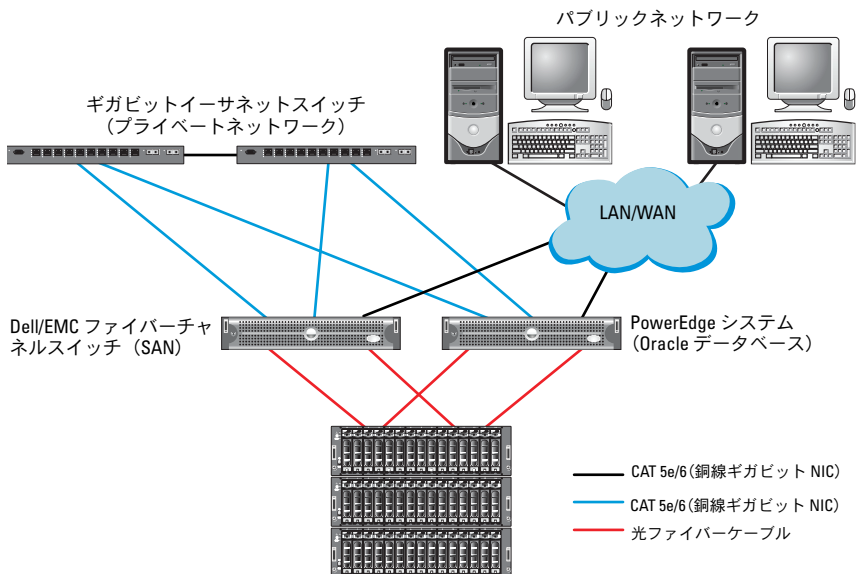 パブリックネットワーク
ギガビットイーサネットスイッチ
（プライベートネットワーク）
LAN/WAN
Dell/EMC ファイバーチャ
ネルスイッチ（SAN）
PowerEdge システム
（Oracle データベース）
CAT 5e/6（銅線ギガビット NIC）
CAT 5e/6（銅線ギガビット NIC）
光ファイバーケーブル